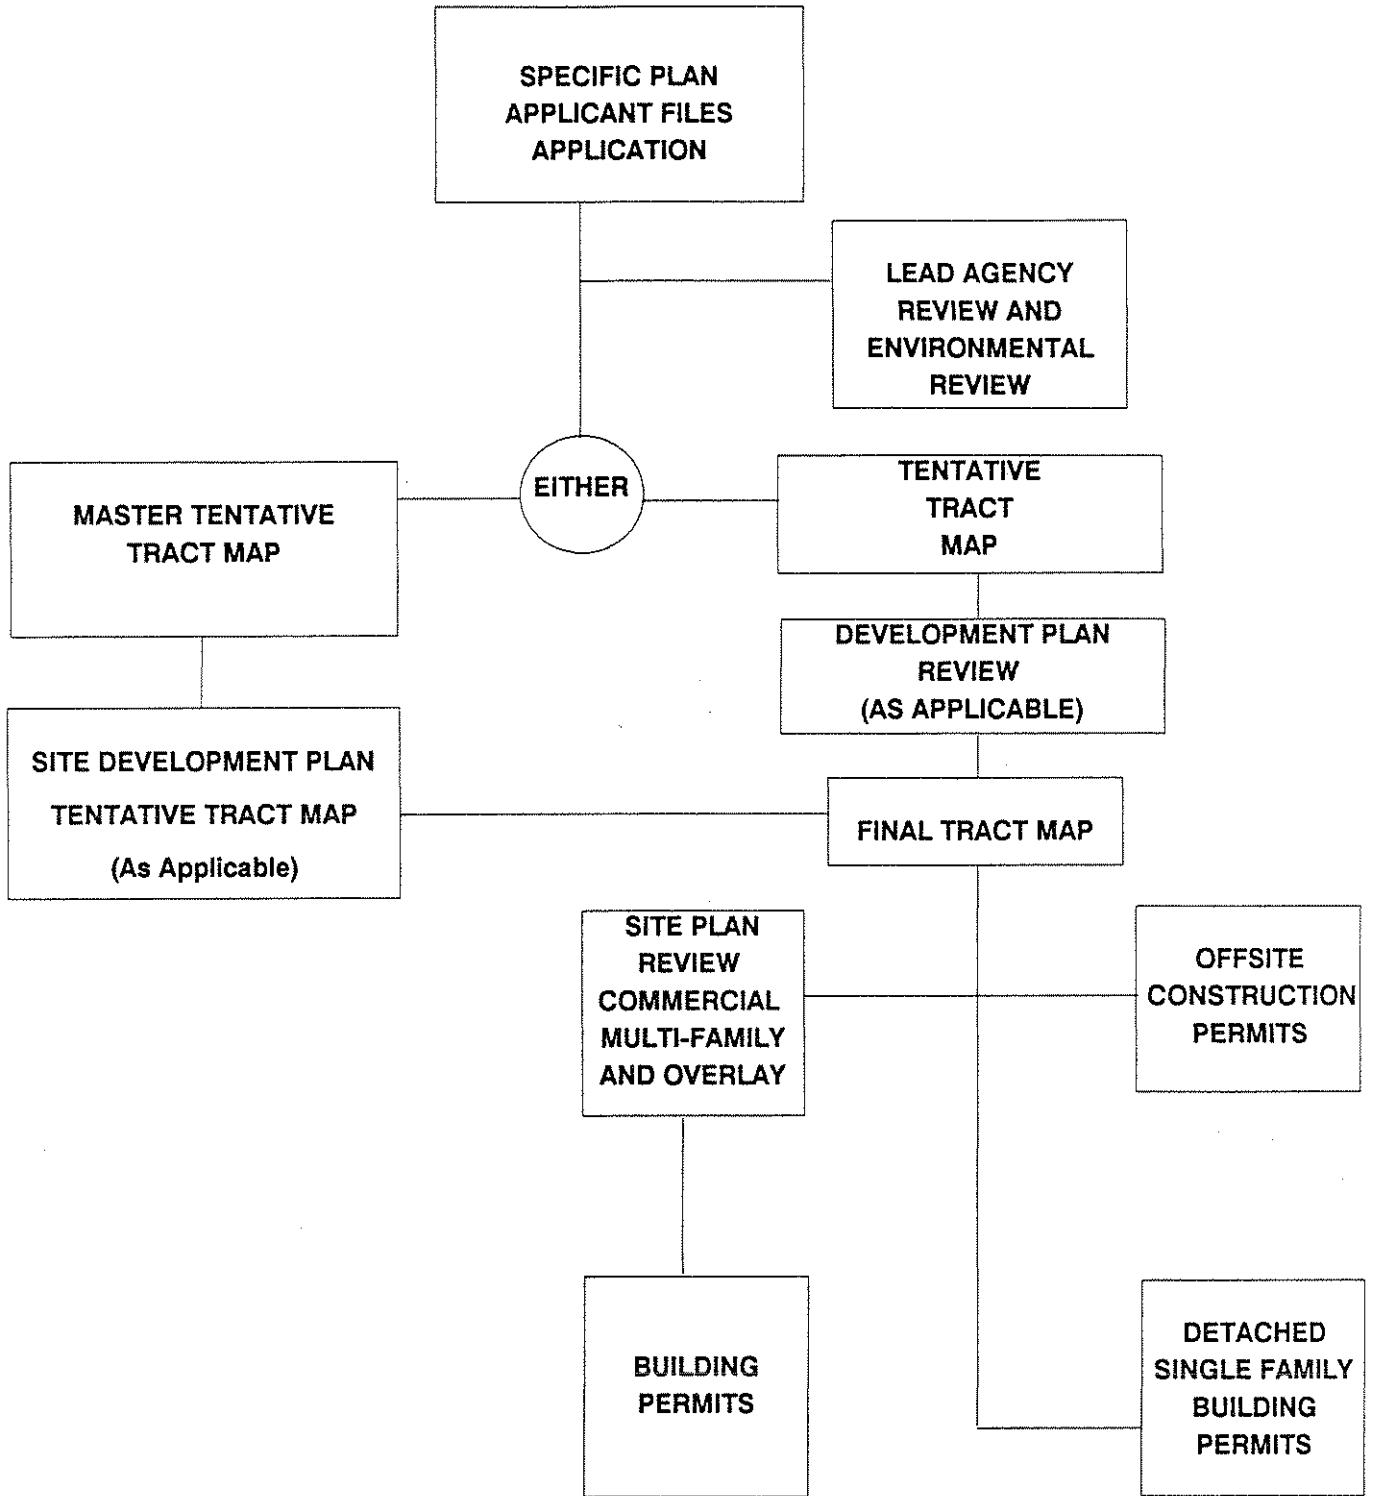 SPECIFIC PLAN
APPLICANT FILES
APPLICATION
LEAD AGENCY
REVIEW AND
ENVIRONMENTAL
REVIEW
EITHER
MASTER TENTATIVE
TRACT MAP
TENTATIVE
TRACT
MAP
DEVELOPMENT PLAN
REVIEW
(AS APPLICABLE)
SITE DEVELOPMENT PLAN
TENTATIVE TRACT MAP
(As Applicable)
FINAL TRACT MAP
SITE PLAN
REVIEW
COMMERCIAL
MULTI-FAMILY
AND OVERLAY
OFFSITE
CONSTRUCTION
PERMITS
BUILDING
PERMITS
DETACHED
SINGLE FAMILY
BUILDING
PERMITS